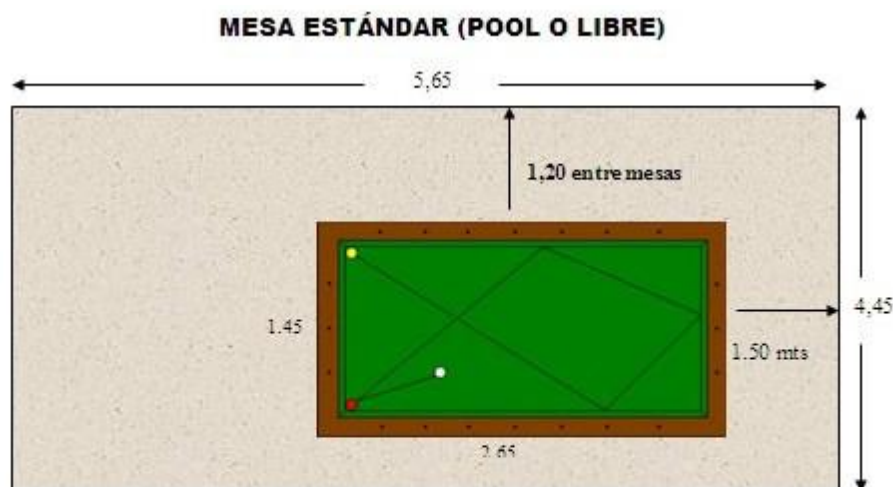 MESA ESTÁNDAR (POOL O LIBRE)
5,65
1,20 entre mesas
4,45
1.45
1.50 mts
2.65